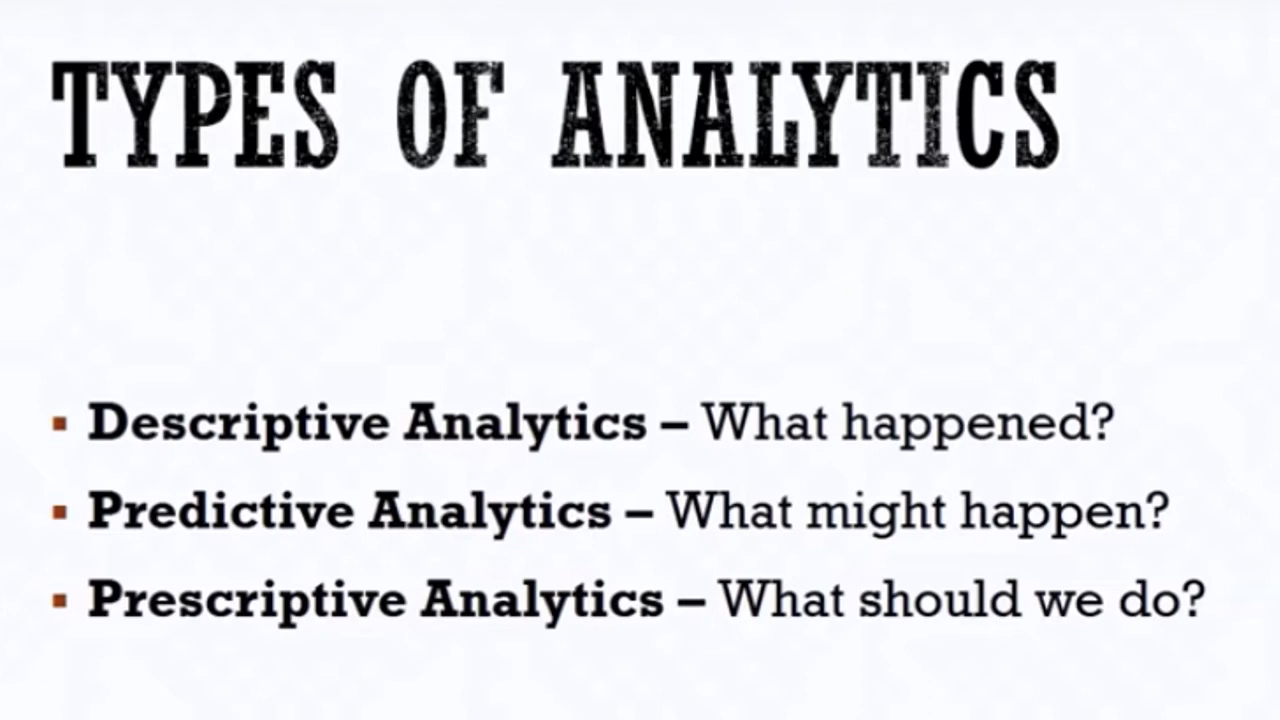 TYPES OF ANALYTICS
▪ Descriptive Analytics – What happened?
▪ Predictive Analytics – What might happen?
▪ Prescriptive Analytics – What should we do?